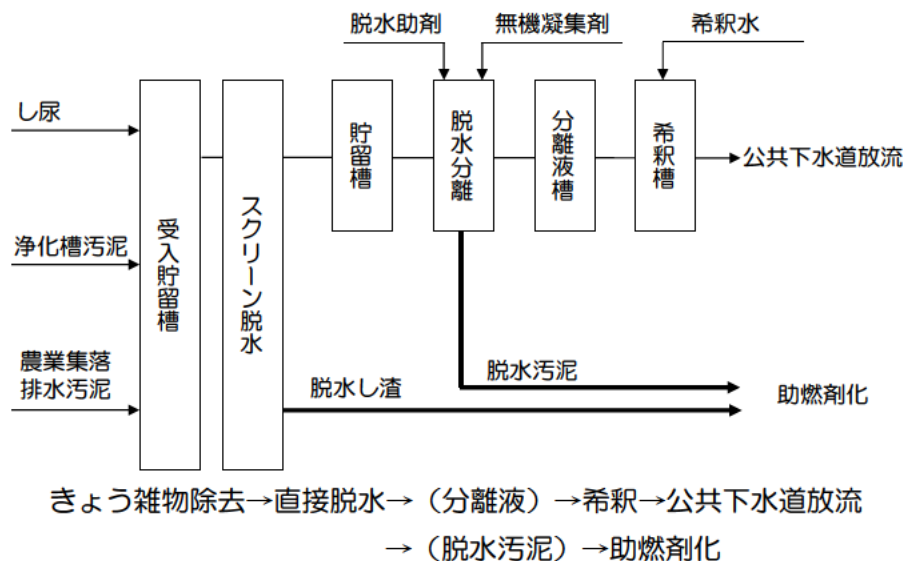 脱水助剤
無機凝集剤
希釈水
し尿
浄化槽汚泥
農業集落
排水汚泥
受入貯留槽
スクリーン脱水
貯留槽
脱水分離
分離液槽
希釈槽
公共下水道放流
脱水汚泥
脱水し渣
助燃剤化
きょう雑物除去→直接脱水→（分離液）→希釈→公共下水道放流
→（脱水汚泥）→助燃剤化